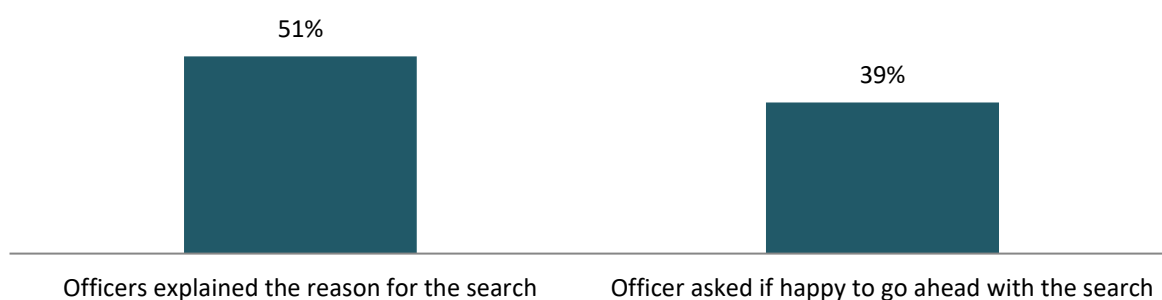 51%
39%
Officers explained the reason for the search
Officer asked if happy to go ahead with the search